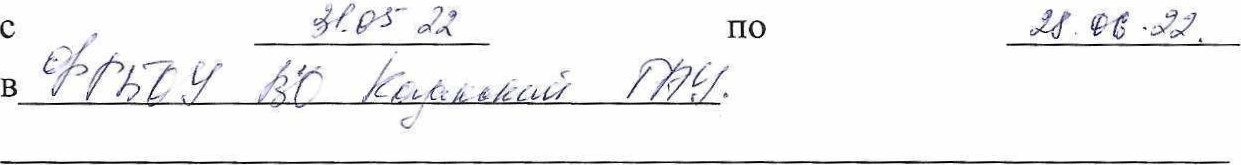 с 31.05 22 по 28.06.22.
в ФГБОУ ВО Казанский ГАУ.